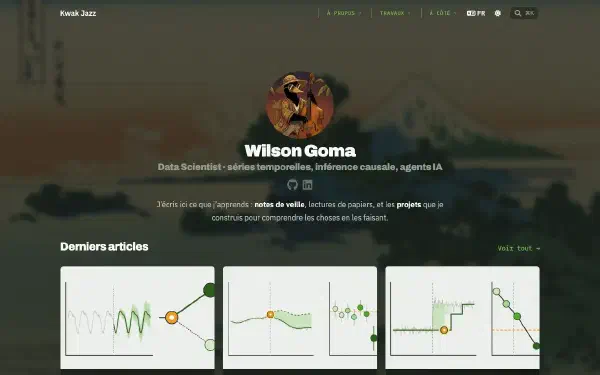 Kwak Jazz
À PROPOS
TRAVAUX
À CÔTÉ
FR
⌘K
Wilson Goma
Data Scientist · séries temporelles, inférence causale, agents IA
J'écris ici ce que j'apprends : notes de veille, lectures de papiers, et les projets que je
construis pour comprendre les choses en les faisant.
Derniers articles
Voir tout →